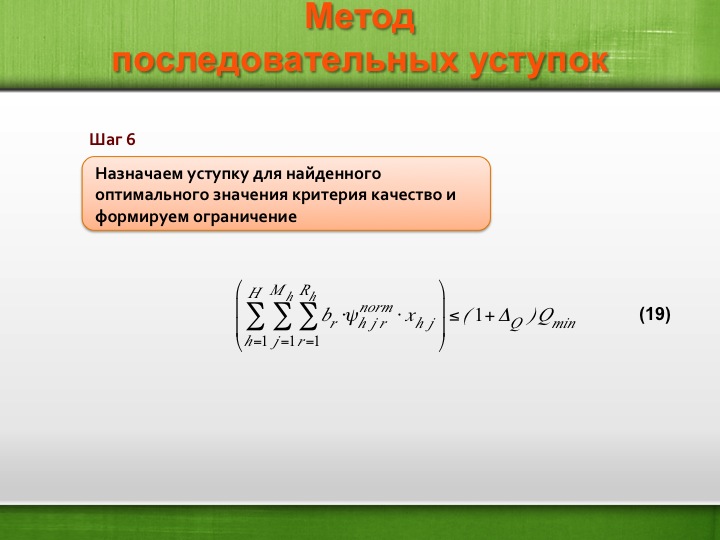 Метод
последовательных уступок
Шаг 6
Назначаем уступку для найденного
оптимального значения критерия качество и
формируем ограничение
$$\left( \sum_{h=1}^{H} \sum_{j=1}^{M_h} \sum_{r=1}^{R_h} b_r \cdot \psi_{h j r}^{norm} \cdot x_{h j} \right) \le (1 + \Delta_Q) Q_{min}$$ (19)